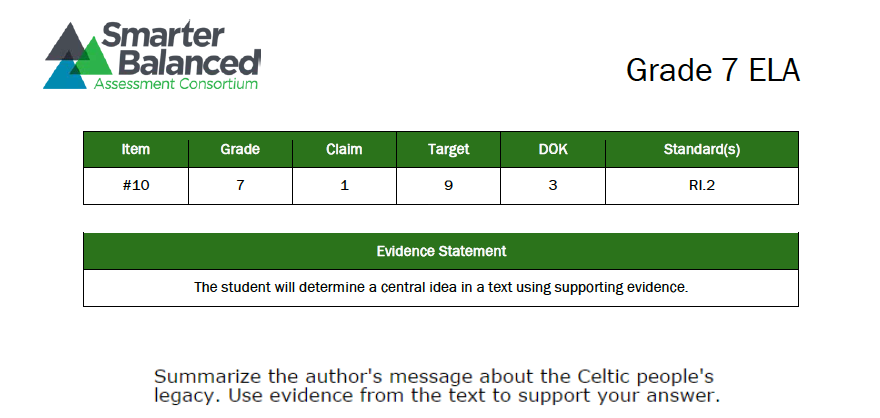 Smarter
Balanced
Assessment Consortium
Grade 7 ELA
Item Grade Claim Target DOK Standard(s)
#10 7 1 9 3 RI.2
Evidence Statement
The student will determine a central idea in a text using supporting evidence.
Summarize the author's message about the Celtic people's
legacy. Use evidence from the text to support your answer.